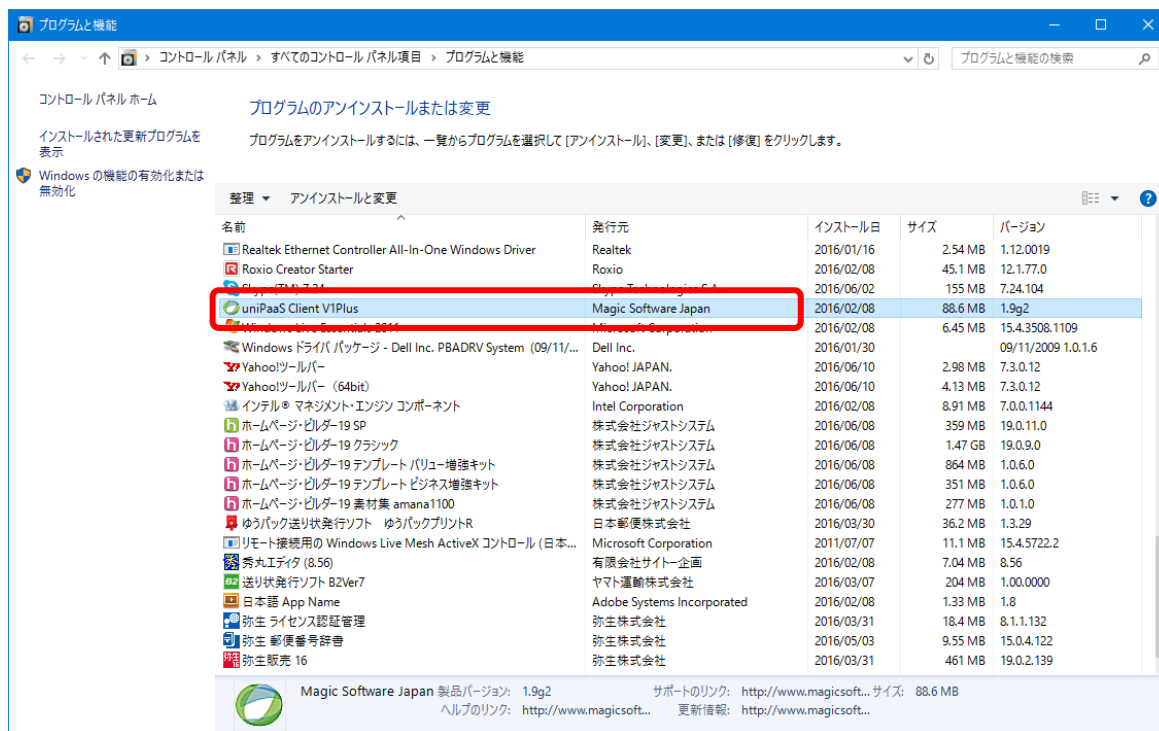 プログラムと機能
コントロール パネル › すべてのコントロール パネル項目 › プログラムと機能
プログラムと機能の検索
コントロール パネル ホーム
インストールされた更新プログラムを
表示
Windows の機能の有効化または
無効化
プログラムのアンインストールまたは変更
プログラムをアンインストールするには、一覧からプログラムを選択して [アンインストール]、[変更]、または [修復] をクリックします。
整理 アンインストールと変更
名前 発行元 インストール日 サイズ バージョン
Realtek Ethernet Controller All-In-One Windows Driver Realtek 2016/01/16 2.54 MB 1.12.0019
Roxio Creator Starter Roxio 2016/02/08 45.1 MB 12.1.77.0
Skype(TM) 7.24 Skype Technologies S.A. 2016/06/02 155 MB 7.24.104
uniPaaS Client V1Plus Magic Software Japan 2016/02/08 88.6 MB 1.9g2
Windows Live Essentials 2011 Microsoft Corporation 2016/02/08 6.45 MB 15.4.3508.1109
Windows ドライバ パッケージ - Dell Inc. PBADRV System (09/11/... Dell Inc. 2016/01/30 09/11/2009 1.0.1.6
Yahoo!ツールバー Yahoo! JAPAN. 2016/06/10 2.98 MB 7.3.0.12
Yahoo!ツールバー (64bit) Yahoo! JAPAN. 2016/06/10 4.13 MB 7.3.0.12
インテル® マネジメント・エンジン コンポーネント Intel Corporation 2016/02/08 8.91 MB 7.0.0.1144
ホームページ・ビルダー19 SP 株式会社ジャストシステム 2016/06/08 359 MB 19.0.11.0
ホームページ・ビルダー19 クラシック 株式会社ジャストシステム 2016/06/08 1.47 GB 19.0.9.0
ホームページ・ビルダー19 テンプレート バリュー増強キット 株式会社ジャストシステム 2016/06/08 864 MB 1.0.6.0
ホームページ・ビルダー19 テンプレート ビジネス増強キット 株式会社ジャストシステム 2016/06/08 351 MB 1.0.6.0
ホームページ・ビルダー19 素材集 amana1100 株式会社ジャストシステム 2016/06/08 277 MB 1.0.1.0
ゆうパック送り状発行ソフト ゆうパックプリントR 日本郵便株式会社 2016/03/30 36.2 MB 1.3.29
リモート接続用の Windows Live Mesh ActiveX コントロール (日本... Microsoft Corporation 2011/07/07 11.1 MB 15.4.5722.2
秀丸エディタ (8.56) 有限会社サイトー企画 2016/02/08 7.04 MB 8.56
B2 送り状発行ソフト B2Ver7 ヤマト運輸株式会社 2016/03/07 204 MB 1.00.0000
日本語 App Name Adobe Systems Incorporated 2016/02/08 1.33 MB 1.8
弥生 ライセンス認証管理 弥生株式会社 2016/03/31 18.4 MB 8.1.1.132
弥生 郵便番号辞書 弥生株式会社 2016/05/03 9.55 MB 15.0.4.122
弥生販売 16 弥生株式会社 2016/03/31 461 MB 19.0.2.139
Magic Software Japan 製品バージョン: 1.9g2 サポートのリンク: http://www.magicsoft... サイズ: 88.6 MB
ヘルプのリンク: http://www.magicsoft... 更新情報: http://www.magicsoft...